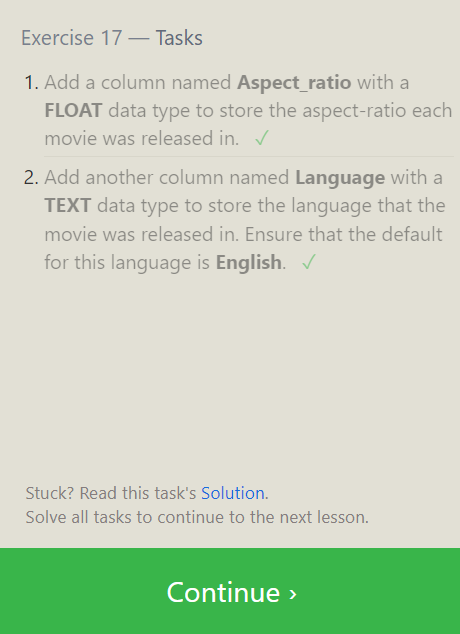 Exercise 17 — Tasks
1. Add a column named Aspect_ratio with a
FLOAT data type to store the aspect-ratio each
movie was released in. ✓
2. Add another column named Language with a
TEXT data type to store the language that the
movie was released in. Ensure that the default
for this language is English. ✓
Stuck? Read this task's Solution.
Solve all tasks to continue to the next lesson.
Continue ›